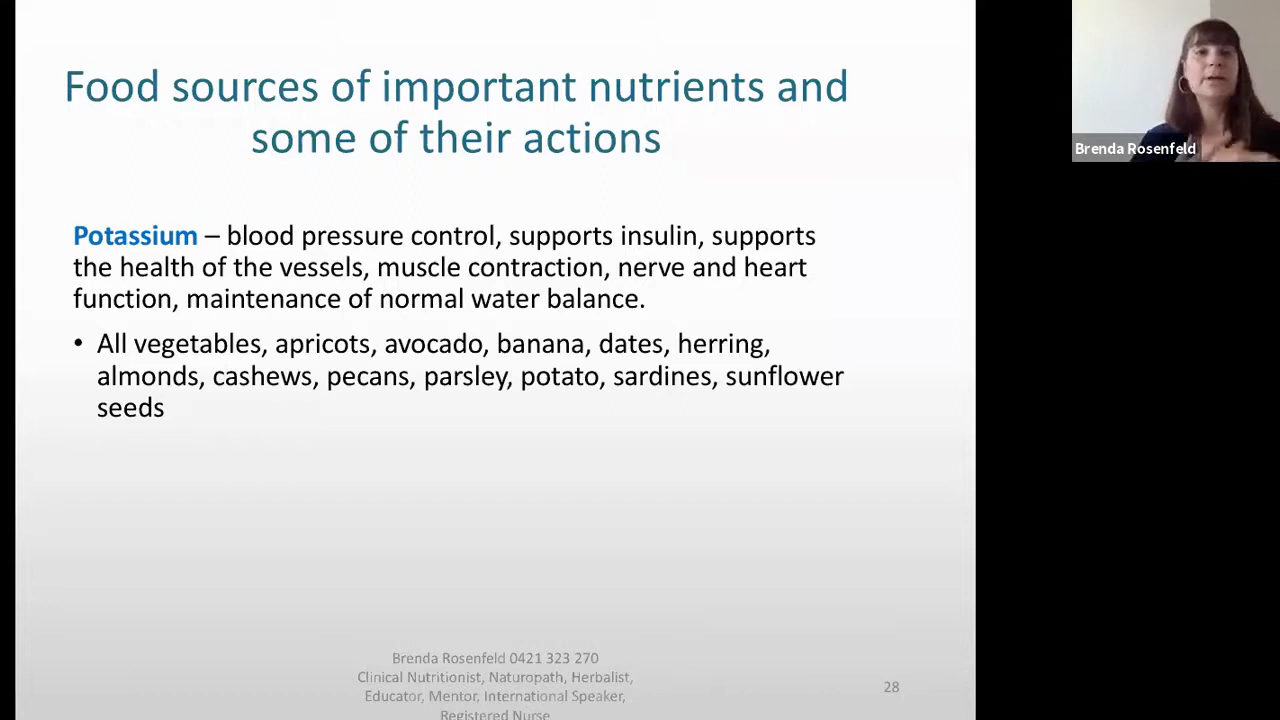 Food sources of important nutrients and
some of their actions
Potassium – blood pressure control, supports insulin, supports
the health of the vessels, muscle contraction, nerve and heart
function, maintenance of normal water balance.
• All vegetables, apricots, avocado, banana, dates, herring,
almonds, cashews, pecans, parsley, potato, sardines, sunflower
seeds
Brenda Rosenfeld 0421 323 270
Clinical Nutritionist, Naturopath, Herbalist,
Educator, Mentor, International Speaker,
Registered Nurse
28
Brenda Rosenfeld